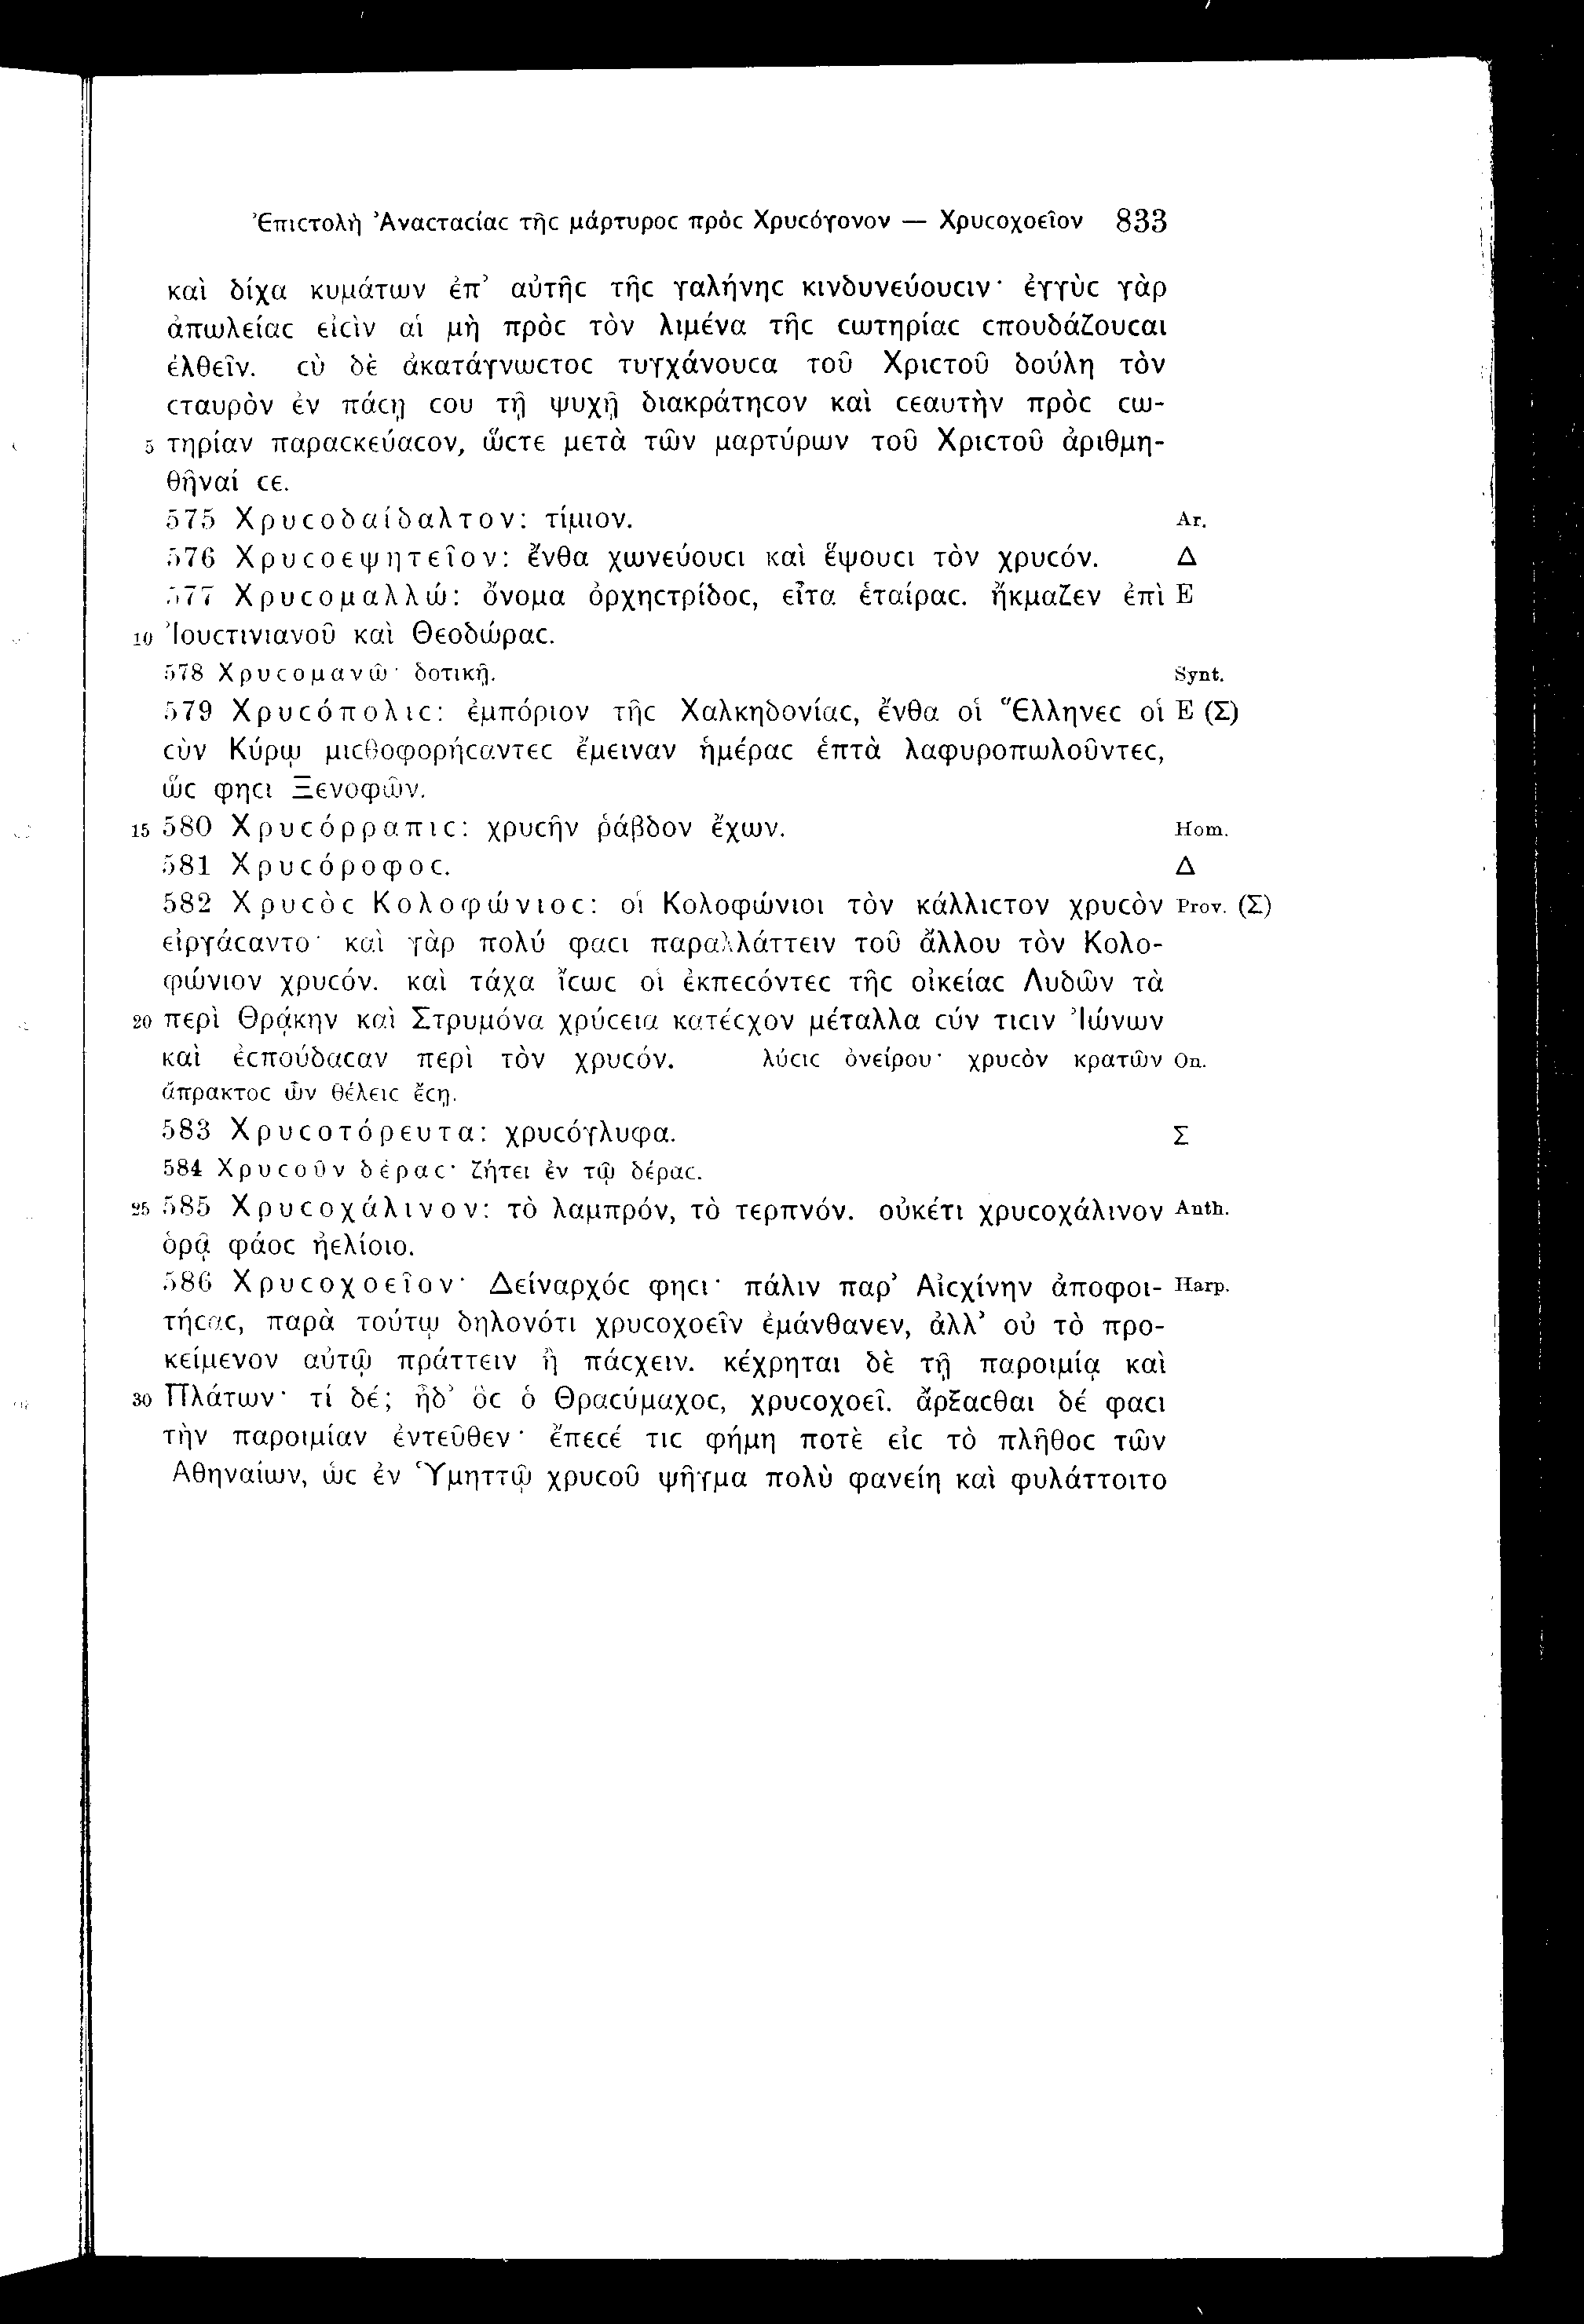 Ἐπιϲτολὴ Ἀναϲταϲίαϲ τῆϲ μάρτυροϲ πρὸϲ Χρυϲόγονον — Χρυϲοχοεῖον 833
καὶ δίχα κυμάτων ἐπ’ αὐτῆϲ τῆϲ γαλήνηϲ κινδυνεύουϲιν· ἐγγὺϲ γὰρ
ἀπωλείαϲ εἰϲὶν αἱ μὴ πρὸϲ τὸν λιμένα τῆϲ ϲωτηρίαϲ ϲπουδάζουϲαι
ἐλθεῖν. ϲὺ δὲ ἀκατάγνωϲτοϲ τυγχάνουϲα τοῦ Χριϲτοῦ δούλη τὸν
ϲταυρὸν ἐν πάϲῃ ϲου τῇ ψυχῇ διακράτηϲον καὶ ϲεαυτὴν πρὸϲ ϲω-
5 τηρίαν παραϲκεύαϲον, ὥϲτε μετὰ τῶν μαρτύρων τοῦ Χριϲτοῦ ἀριθμη-
θῆναί ϲε.
575 Χρυϲοδαίδαλτον: τίμιον. Ar.
576 Χρυϲοεψητεῖον: ἔνθα χωνεύουϲι καὶ ἕψουϲι τὸν χρυϲόν. Δ
577 Χρυϲομαλλώ: ὄνομα ὀρχηϲτρίδοϲ, εἶτα ἑταίραϲ. ἤκμαζεν ἐπὶ E
10 Ἰουϲτινιανοῦ καὶ Θεοδώραϲ.
578 Χρυϲομανῶ· δοτικῇ. Synt.
579 Χρυϲόπολιϲ: ἐμπόριον τῆϲ Χαλκηδονίαϲ, ἔνθα οἱ Ἕλληνεϲ οἱ E (Σ)
ϲὺν Κύρῳ μιϲθοφορήϲαντεϲ ἔμειναν ἡμέραϲ ἑπτὰ λαφυροπωλοῦντεϲ,
ὥϲ φηϲι Ξενοφῶν.
15 580 Χρυϲόρραπιϲ: χρυϲῆν ῥάβδον ἔχων. Hom.
581 Χρυϲόροφοϲ. Δ
582 Χρυϲὸϲ Κολοφώνιοϲ: οἱ Κολοφώνιοι τὸν κάλλιϲτον χρυϲὸν Prov. (Σ)
εἰργάϲαντο· καὶ γὰρ πολύ φαϲι παραλλάττειν τοῦ ἄλλου τὸν Κολο-
φώνιον χρυϲόν. καὶ τάχα ἴϲωϲ οἱ ἐκπεϲόντεϲ τῆϲ οἰκείαϲ Λυδῶν τὰ
20 περὶ Θρᾴκην καὶ Στρυμόνα χρύϲεια κατέϲχον μέταλλα ϲύν τιϲιν Ἰώνων
καὶ ἐϲπούδαϲαν περὶ τὸν χρυϲόν. λύϲιϲ ὀνείρου· χρυϲὸν κρατῶν On.
ἄπρακτοϲ ὧν θέλειϲ ἔϲῃ.
583 Χρυϲοτόρευτα: χρυϲόγλυφα. Σ
584 Χρυϲοῦν δέραϲ· ζήτει ἐν τῷ δέραϲ.
25 585 Χρυϲοχάλινον: τὸ λαμπρόν, τὸ τερπνόν. οὐκέτι χρυϲοχάλινον Anth.
ὁρᾷ φάοϲ ἠελίοιο.
586 Χρυϲοχοεῖον· Δείναρχόϲ φηϲι· πάλιν παρ’ Αἰϲχίνην ἀποφοι- Harp.
τήϲαϲ, παρὰ τούτῳ δηλονότι χρυϲοχοεῖν ἐμάνθανεν, ἀλλ’ οὐ τὸ προ-
κείμενον αὐτῷ πράττειν ἢ πάϲχειν. κέχρηται δὲ τῇ παροιμίᾳ καὶ
30 Πλάτων· τί δέ; ἦδ’ ὃϲ ὁ Θραϲύμαχοϲ, χρυϲοχοεῖ. ἄρξαϲθαι δέ φαϲι
τὴν παροιμίαν ἐντεῦθεν· ἔπεϲέ τιϲ φήμη ποτὲ εἰϲ τὸ πλῆθοϲ τῶν
Ἀθηναίων, ὡϲ ἐν Ὑμηττῷ χρυϲοῦ ψῆγμα πολὺ φανείη καὶ φυλάττοιτο